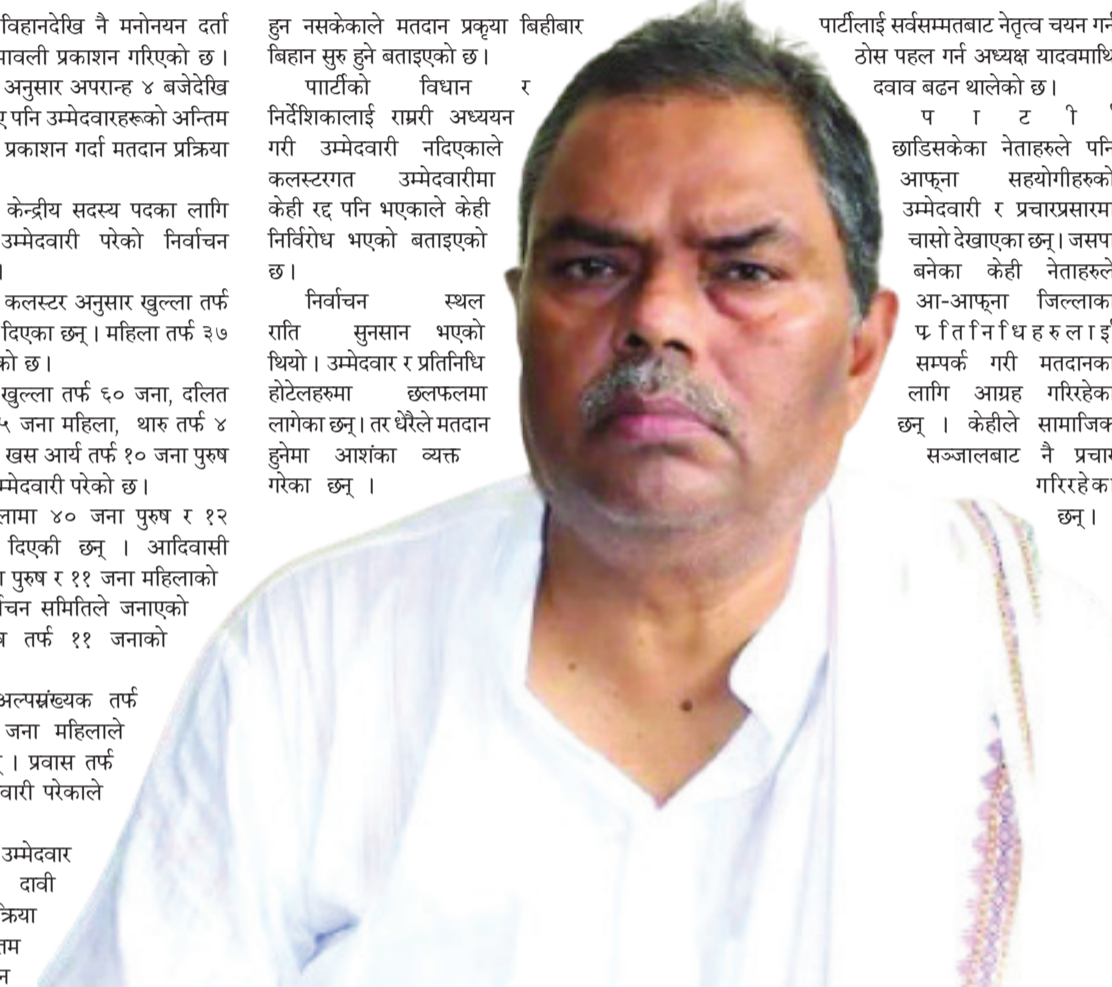 विहानदेखि नै मनोनयन दर्ता
प्रकाशन गरिएको छ ।
अनुसार अपरान्ह ४ बजेदेखि
पनि उम्मेदवारहरूको अन्तिम
प्रकाशन गर्दा मतदान प्रक्रिया
केन्द्रीय सदस्य पदका लागि
उम्मेदवारी परेको निर्वाचन
।
कलस्टर अनुसार खुल्ला तर्फ
दिएका छन् । महिला तर्फ ३७
को छ ।
खुल्ला तर्फ ६० जना, दलित
जना महिला, थारु तर्फ ४
खस आर्य तर्फ १० जना पुरुष
म्मेदवारी परेको छ ।
लामा ४० जना पुरुष र १२
दिएकी छन् । आदिवासी
पुरुष र ११ जना महिलाको
चन समितिले जनाएको
तर्फ ११ जनाको
अल्पसंख्यक तर्फ
जना महिलाले
। प्रवास तर्फ
वारी परेकाले
उम्मेदवार
दावी
क्रिया
तम
न
हुन नसकेकाले मतदान प्रकृया बिहीबार
बिहान सुरु हुने बताइएको छ ।
पाार्टीको विधान र
निर्देशिकालाई राम्ररी अध्ययन
गरी उम्मेदवारी नदिएकाले
कलस्टरगत उम्मेदवारीमा
केही रद्द पनि भएकाले केही
निर्विरोध भएको बताइएको
छ ।
निर्वाचन स्थल
राति सुनसान भएको
थियो । उम्मेदवार र प्रतिनिधि
होटेलहरुमा छलफलमा
लागेका छन् । तर धेरैले मतदान
हुनेमा आशंका व्यक्त
गरेका छन् ।
पार्टीलाई सर्वसम्मतबाट नेतृत्व चयन गर्न
ठोस पहल गर्न अध्यक्ष यादवमाथि
दवाव बढन थालेको छ ।
पार्टी
छाडिसकेका नेताहरुले पनि
आफ्ना सहयोगीहरुको
उम्मेदवारी र प्रचारप्रसारमा
चासो देखाएका छन् । जसपा
बनेका केही नेताहरुले
आ-आफ्ना जिल्लाका
प्रतिनिधिहरुलाई
सम्पर्क गरी मतदानका
लागि आग्रह गरिरहेका
छन् । केहीले सामाजिक
सञ्जालबाट नै प्रचार
गरिरहेका
छन् ।